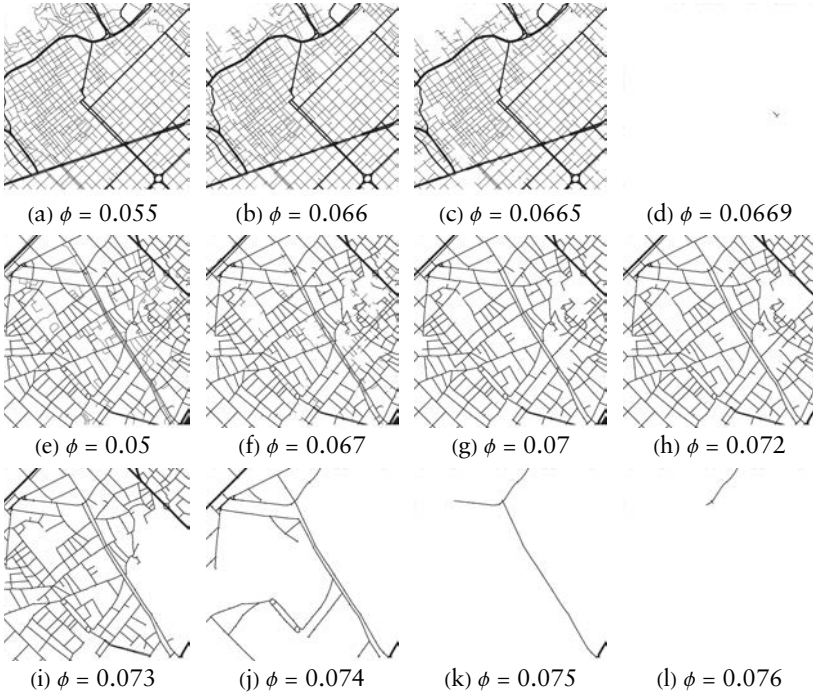 (a) ϕ = 0.055
(b) ϕ = 0.066
(c) ϕ = 0.0665
(d) ϕ = 0.0669
(e) ϕ = 0.05
(f) ϕ = 0.067
(g) ϕ = 0.07
(h) ϕ = 0.072
(i) ϕ = 0.073
(j) ϕ = 0.074
(k) ϕ = 0.075
(l) ϕ = 0.076